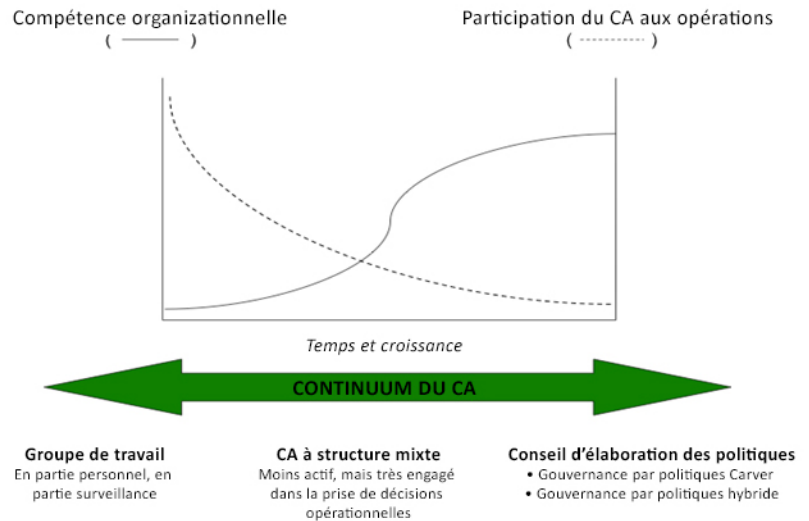 Compétence organizationnelle
( )
Participation du CA aux opérations
( )
Temps et croissance
CONTINUUM DU CA
Groupe de travail
En partie personnel, en
partie surveillance
CA à structure mixte
Moins actif, mais très engagé
dans la prise de décisions
opérationnelles
Conseil d'élaboration des politiques
• Gouvernance par politiques Carver
• Gouvernance par politiques hybride